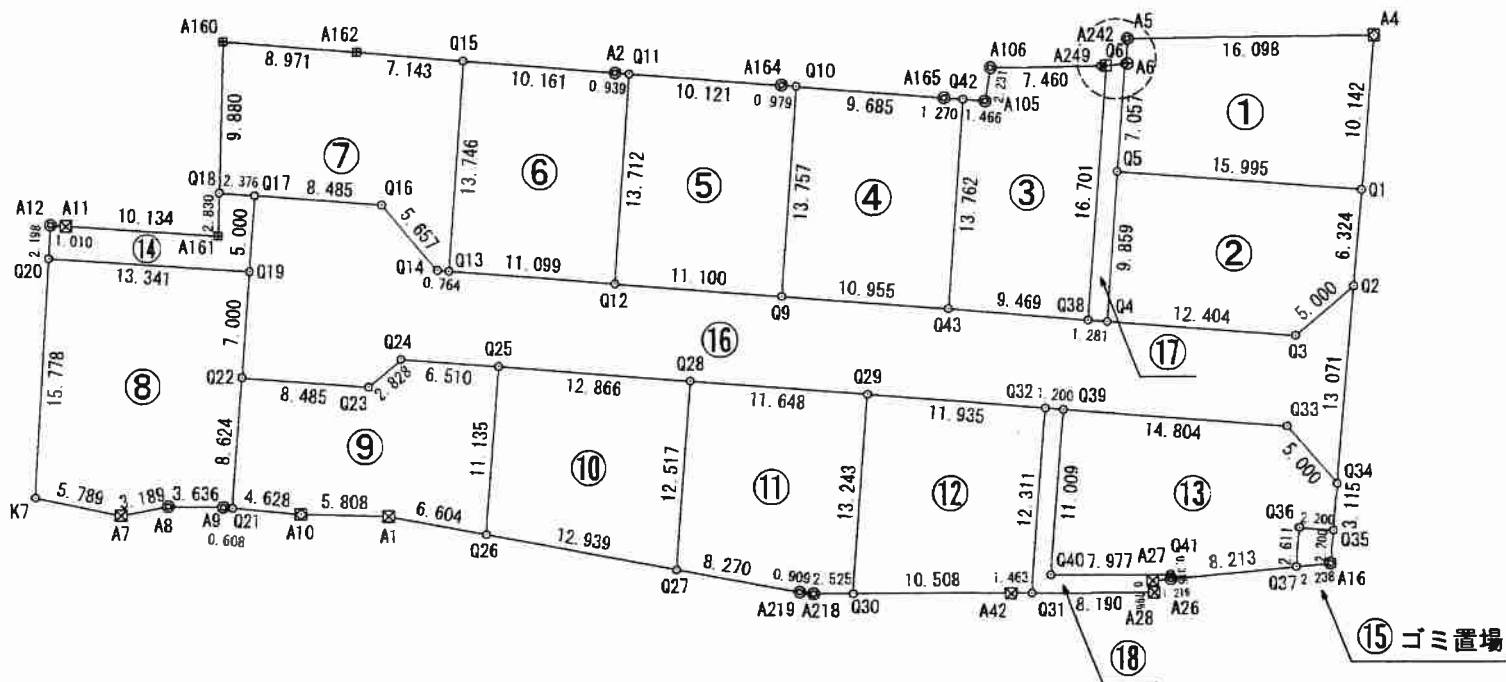 A160
A162
Q15
A2
Q11
A164
Q10
A165
Q42
A106
A249
A242
Q6
A5
A4
16.098
8.971
7.143
10.161
0.939
10.121
0.979
9.685
1.270
1.466
2.231
7.460
A6
A105
9.880
⑦
13.746
⑥
13.712
⑤
13.757
④
13.762
③
16.701
7.057
①
10.142
Q5
15.995
Q1
Q18
2.376
Q17
8.485
Q16
A12
A11
10.134
2.830
5.000
5.657
2.198
1.010
⑭
A161
9.859
②
6.324
Q20
13.341
Q19
Q14
0.764
Q13
11.099
Q12
11.100
Q9
10.955
Q43
9.469
Q38
1.281
Q4
12.404
5.000
Q2
Q3
7.000
⑯
⑰
15.778
⑧
Q22
8.485
Q23
2.828
Q24
6.510
Q25
12.866
Q28
11.648
Q29
11.935
Q32
1.200
Q39
14.804
Q33
13.071
5.000
8.624
⑨
11.135
⑩
12.517
⑪
13.243
⑫
12.311
11.009
⑬
Q34
3.115
K7
5.789
A7
3.189
A8
3.636
A9
0.608
Q21
4.628
A10
5.808
A1
6.604
Q26
12.939
Q27
8.270
0.909
2.525
A219
A218
Q30
10.508
A42
1.463
Q31
Q40
7.977
A27
Q41
8.213
Q36
2.200
Q35
2.611
2.700
Q37
2.238
A16
8.190
1.219
A28
A26
⑱
⑮ ゴミ置場